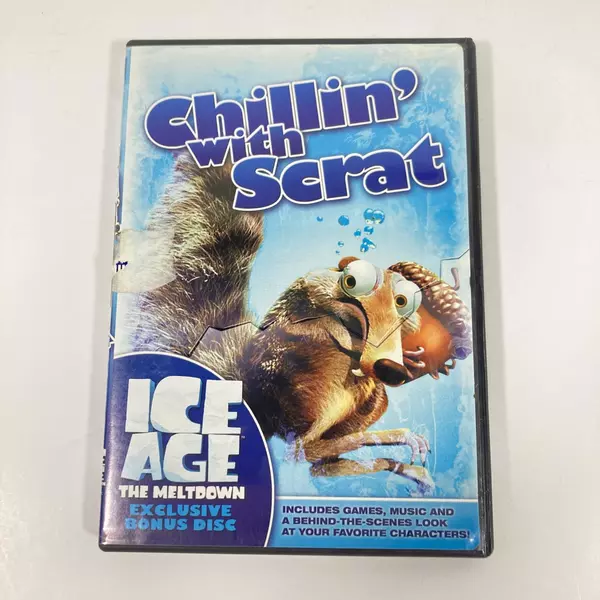 Chillin'
with
Scrat
ICE
AGE™
THE MELTDOWN
EXCLUSIVE
BONUS DISC
INCLUDES GAMES, MUSIC AND
A BEHIND-THE-SCENES LOOK
AT YOUR FAVORITE CHARACTERS!